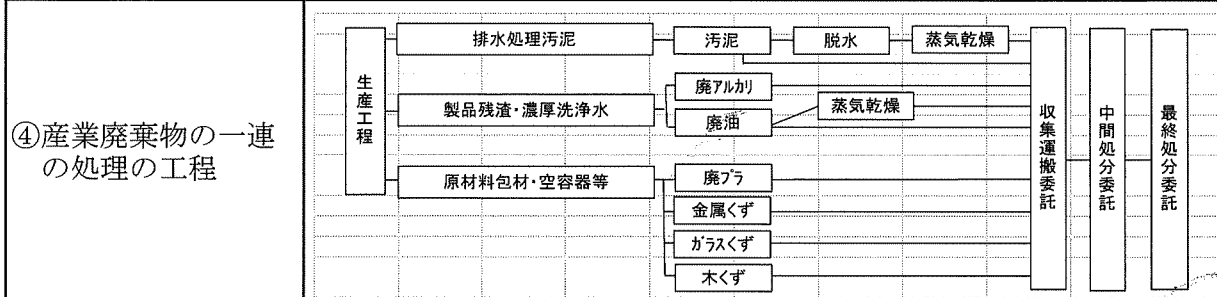 ④産業廃棄物の一連
の処理の工程
生産工程
排水処理汚泥
汚泥
脱水
蒸気乾燥
製品残渣・濃厚洗浄水
廃アルカリ
廃油
蒸気乾燥
原材料包材・空容器等
廃プラ
金属くず
ガラスくず
木くず
収集運搬委託
中間処分委託
最終処分委託